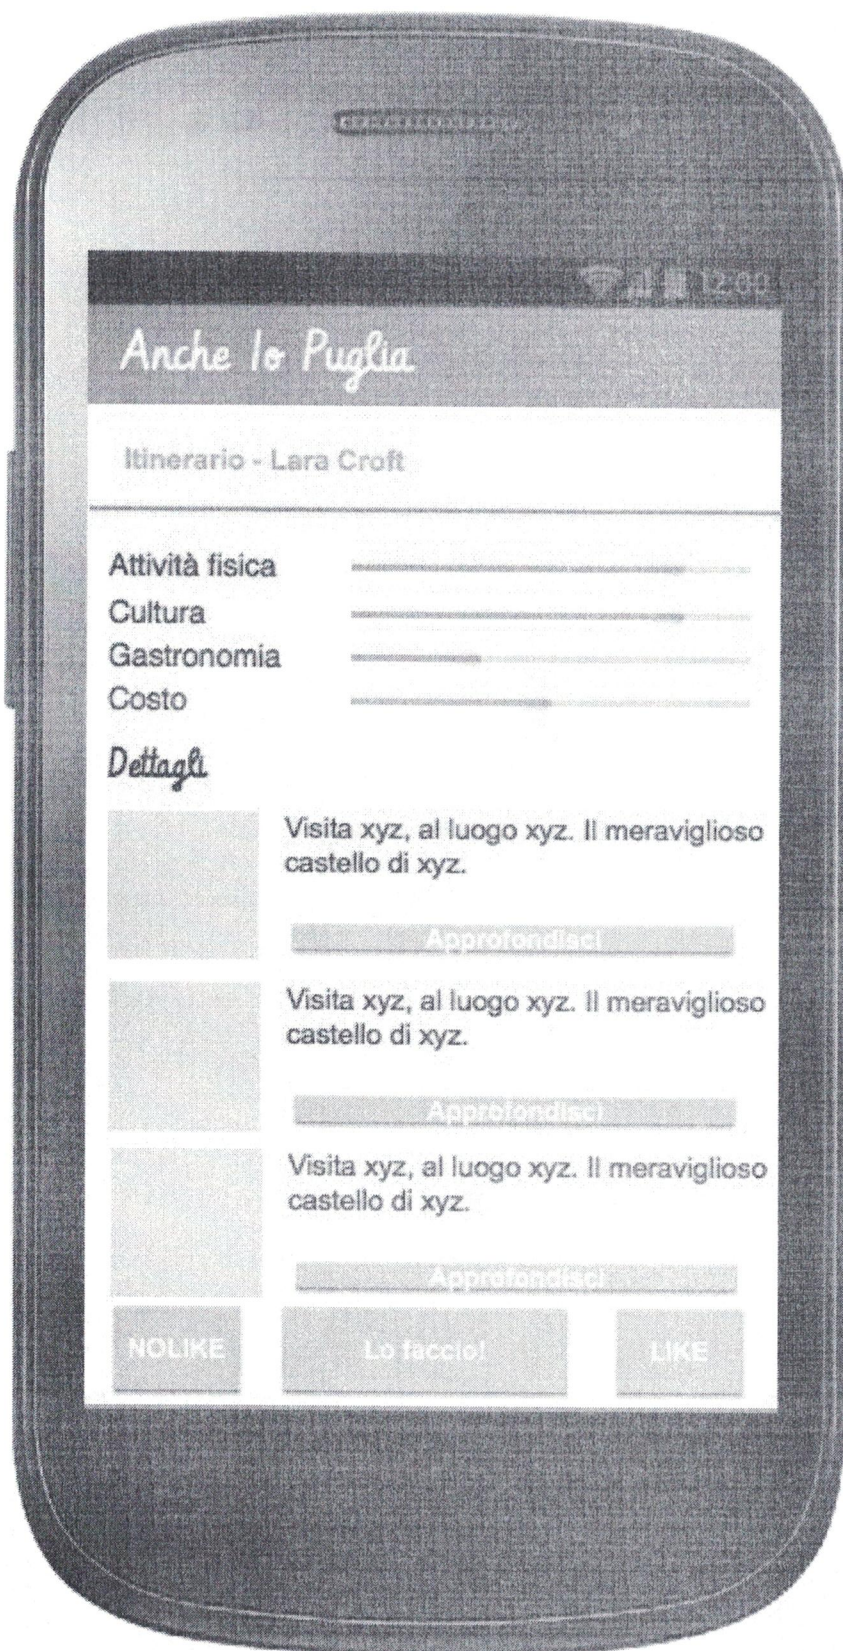 12:00
Anche Io Puglia
Itinerario - Lara Croft
Attività fisica
Cultura
Gastronomia
Costo
Dettagli
Visita xyz, al luogo xyz. Il meraviglioso
castello di xyz.
Approfondisci
Visita xyz, al luogo xyz. Il meraviglioso
castello di xyz.
Approfondisci
Visita xyz, al luogo xyz. Il meraviglioso
castello di xyz.
Approfondisci
NOLIKE
Lo faccio!
LIKE